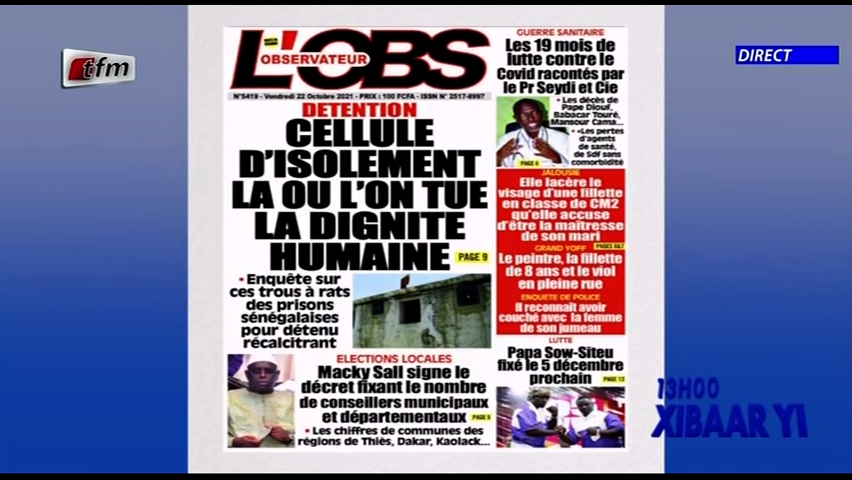 tfm
DIRECT
L'OBS
OBSERVATEUR
N°5419 - Vendredi 22 Octobre 2021 - PRIX : 100 FCFA - ISSN N° 2517-8997
DETENTION
CELLULE
D'ISOLEMENT
LA OU L'ON TUE
LA DIGNITE
HUMAINE
PAGE 9
• Enquête sur
ces trous à rats
des prisons
sénégalaises
pour détenu
récalcitrant
ELECTIONS LOCALES
Macky Sall signe le
décret fixant le nombre
de conseillers municipaux
et départementaux
• Les chiffres de communes des
régions de Thiès, Dakar, Kaolack...
GUERRE SANITAIRE
Les 19 mois de
lutte contre le
Covid racontés par
le Pr Seydi et Cie
• Les décès de
Pape Diouf,
Babacar Touré,
Mansour Cama...
• «Les pertes
d'agents
de santé,
de Sdf sans
comorbidité
PAGE 4
JALOUSIE
Elle lacère le
visage d'une fillette
en classe de CM2
qu'elle accuse
d'être la maîtresse
de son mari
PAGES 6&7
GRAND YOFF
Le peintre, la fillette
de 8 ans et le viol
en pleine rue
ENQUETE DE POLICE
Il reconnaît avoir
couché avec la femme
de son jumeau
LUTTE
Papa Sow-Siteu
fixé le 5 décembre
prochain
PAGE 12
13H00
XIBAAR YI